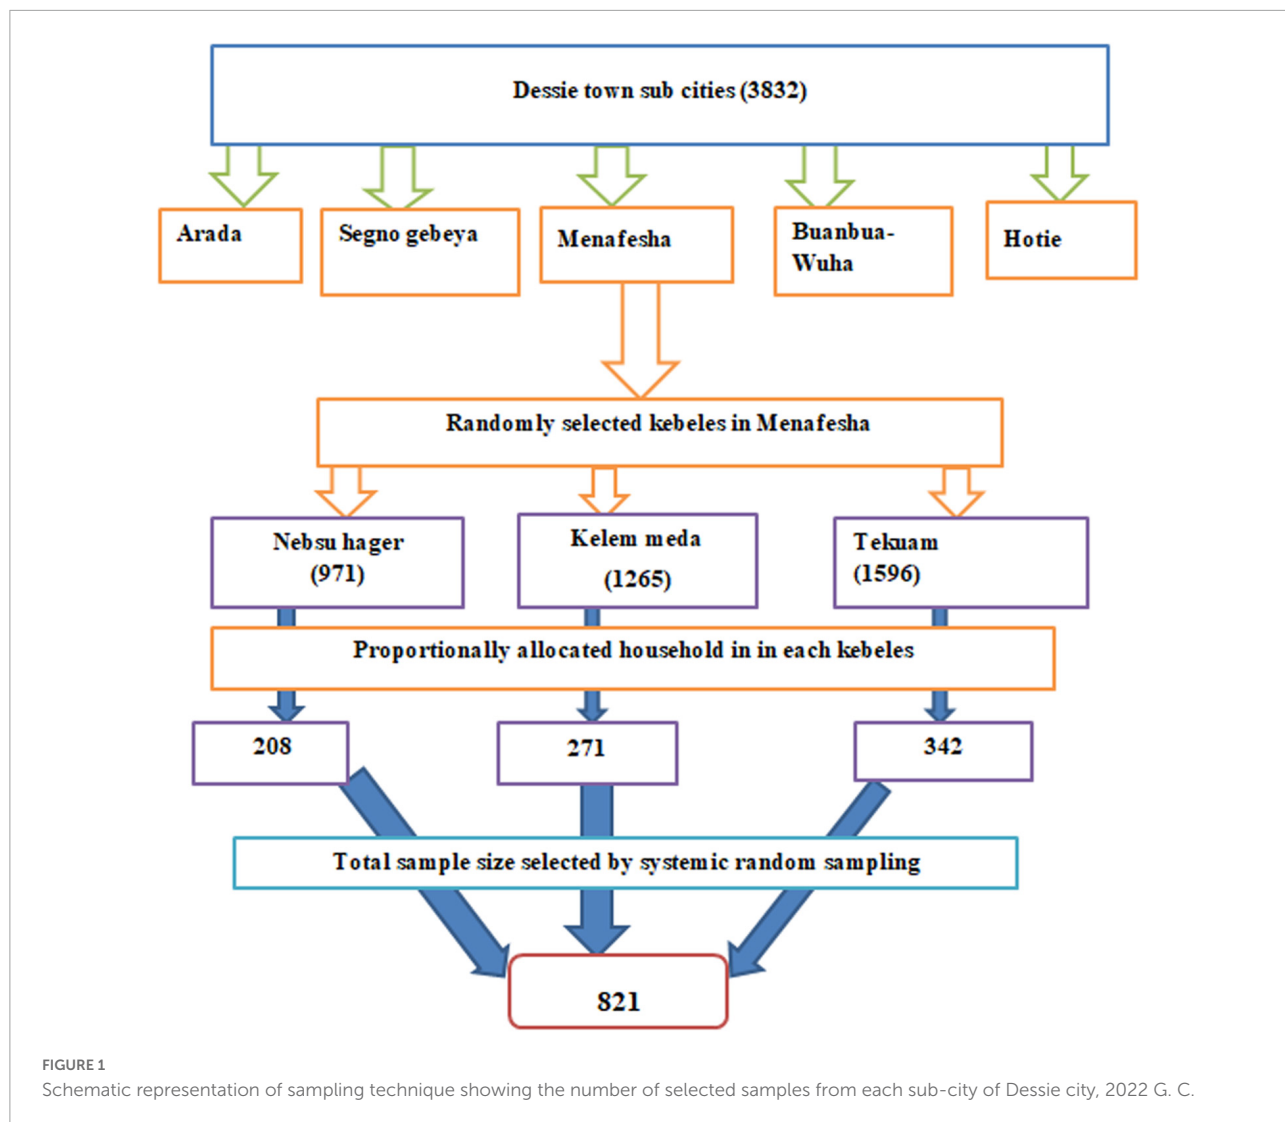 Dessie town sub cities (3832)
Arada
Segno gebeya
Menafesha
Buanbua-
Wuha
Hotie
Randomly selected kebeles in Menafesha
Nebsu hager
(971)
Kelem meda
(1265)
Tekuam
(1596)
Proportionally allocated household in in each kebeles
208
271
342
Total sample size selected by systemic random sampling
821
FIGURE 1
Schematic representation of sampling technique showing the number of selected samples from each sub-city of Dessie city, 2022 G. C.